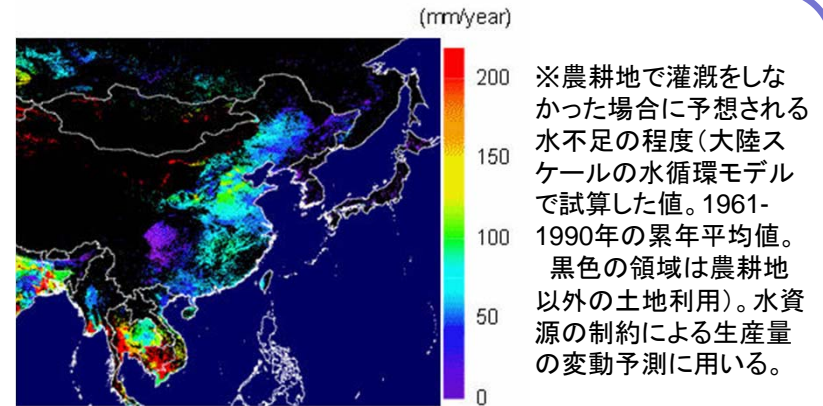 (mm/year)
200
150
100
50
0
※農耕地で灌漑をしな
かった場合に予想される
水不足の程度（大陸ス
ケールの水循環モデル
で試算した値。1961-
1990年の累年平均値。
黒色の領域は農耕地
以外の土地利用）。水資
源の制約による生産量
の変動予測に用いる。